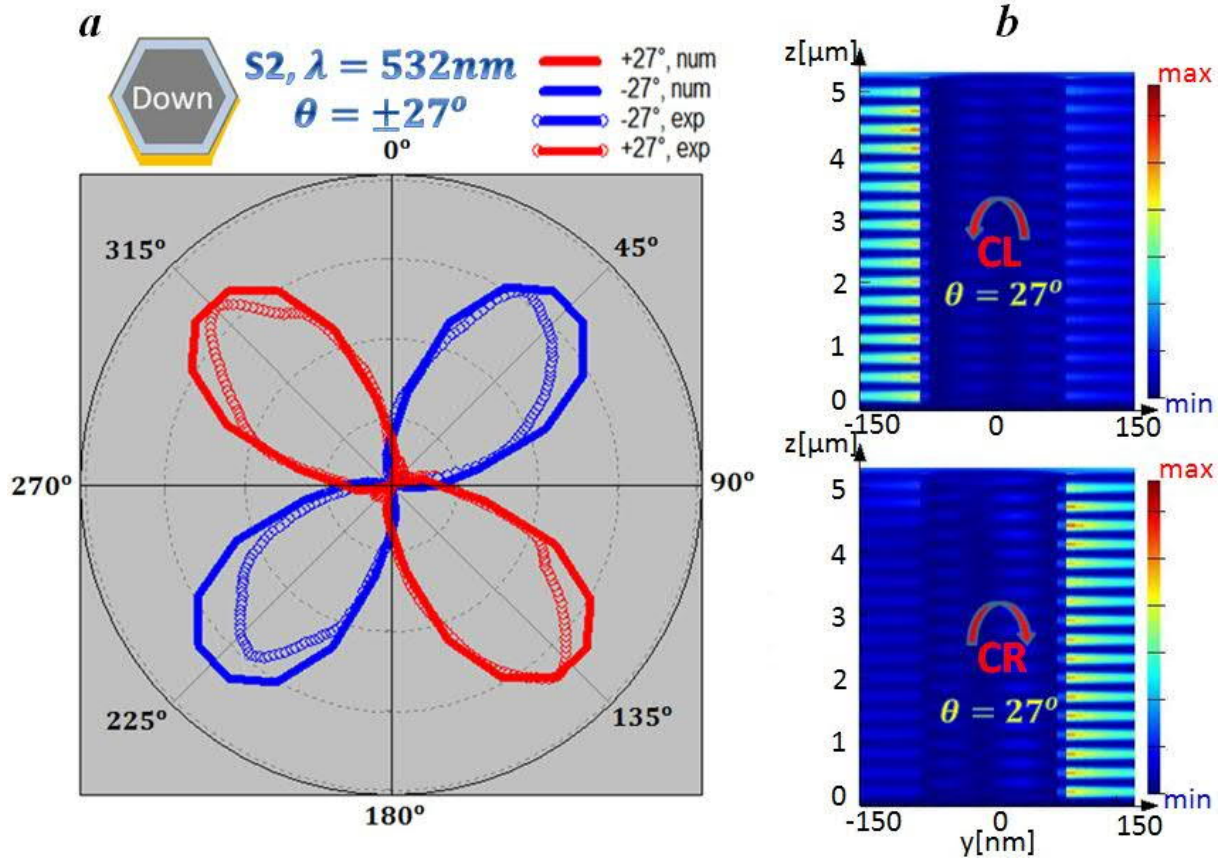 a
Down
S2, λ = 532nm
θ = ±27°
+27°, num
-27°, num
-27°, exp
+27°, exp
0°
45°
90°
135°
180°
225°
270°
315°
b
z[μm]
max
5
4
3
2
1
0
CL
θ = 27°
min
-150
0
150
z[μm]
max
5
4
3
2
1
0
CR
θ = 27°
min
-150
0
150
y[nm]